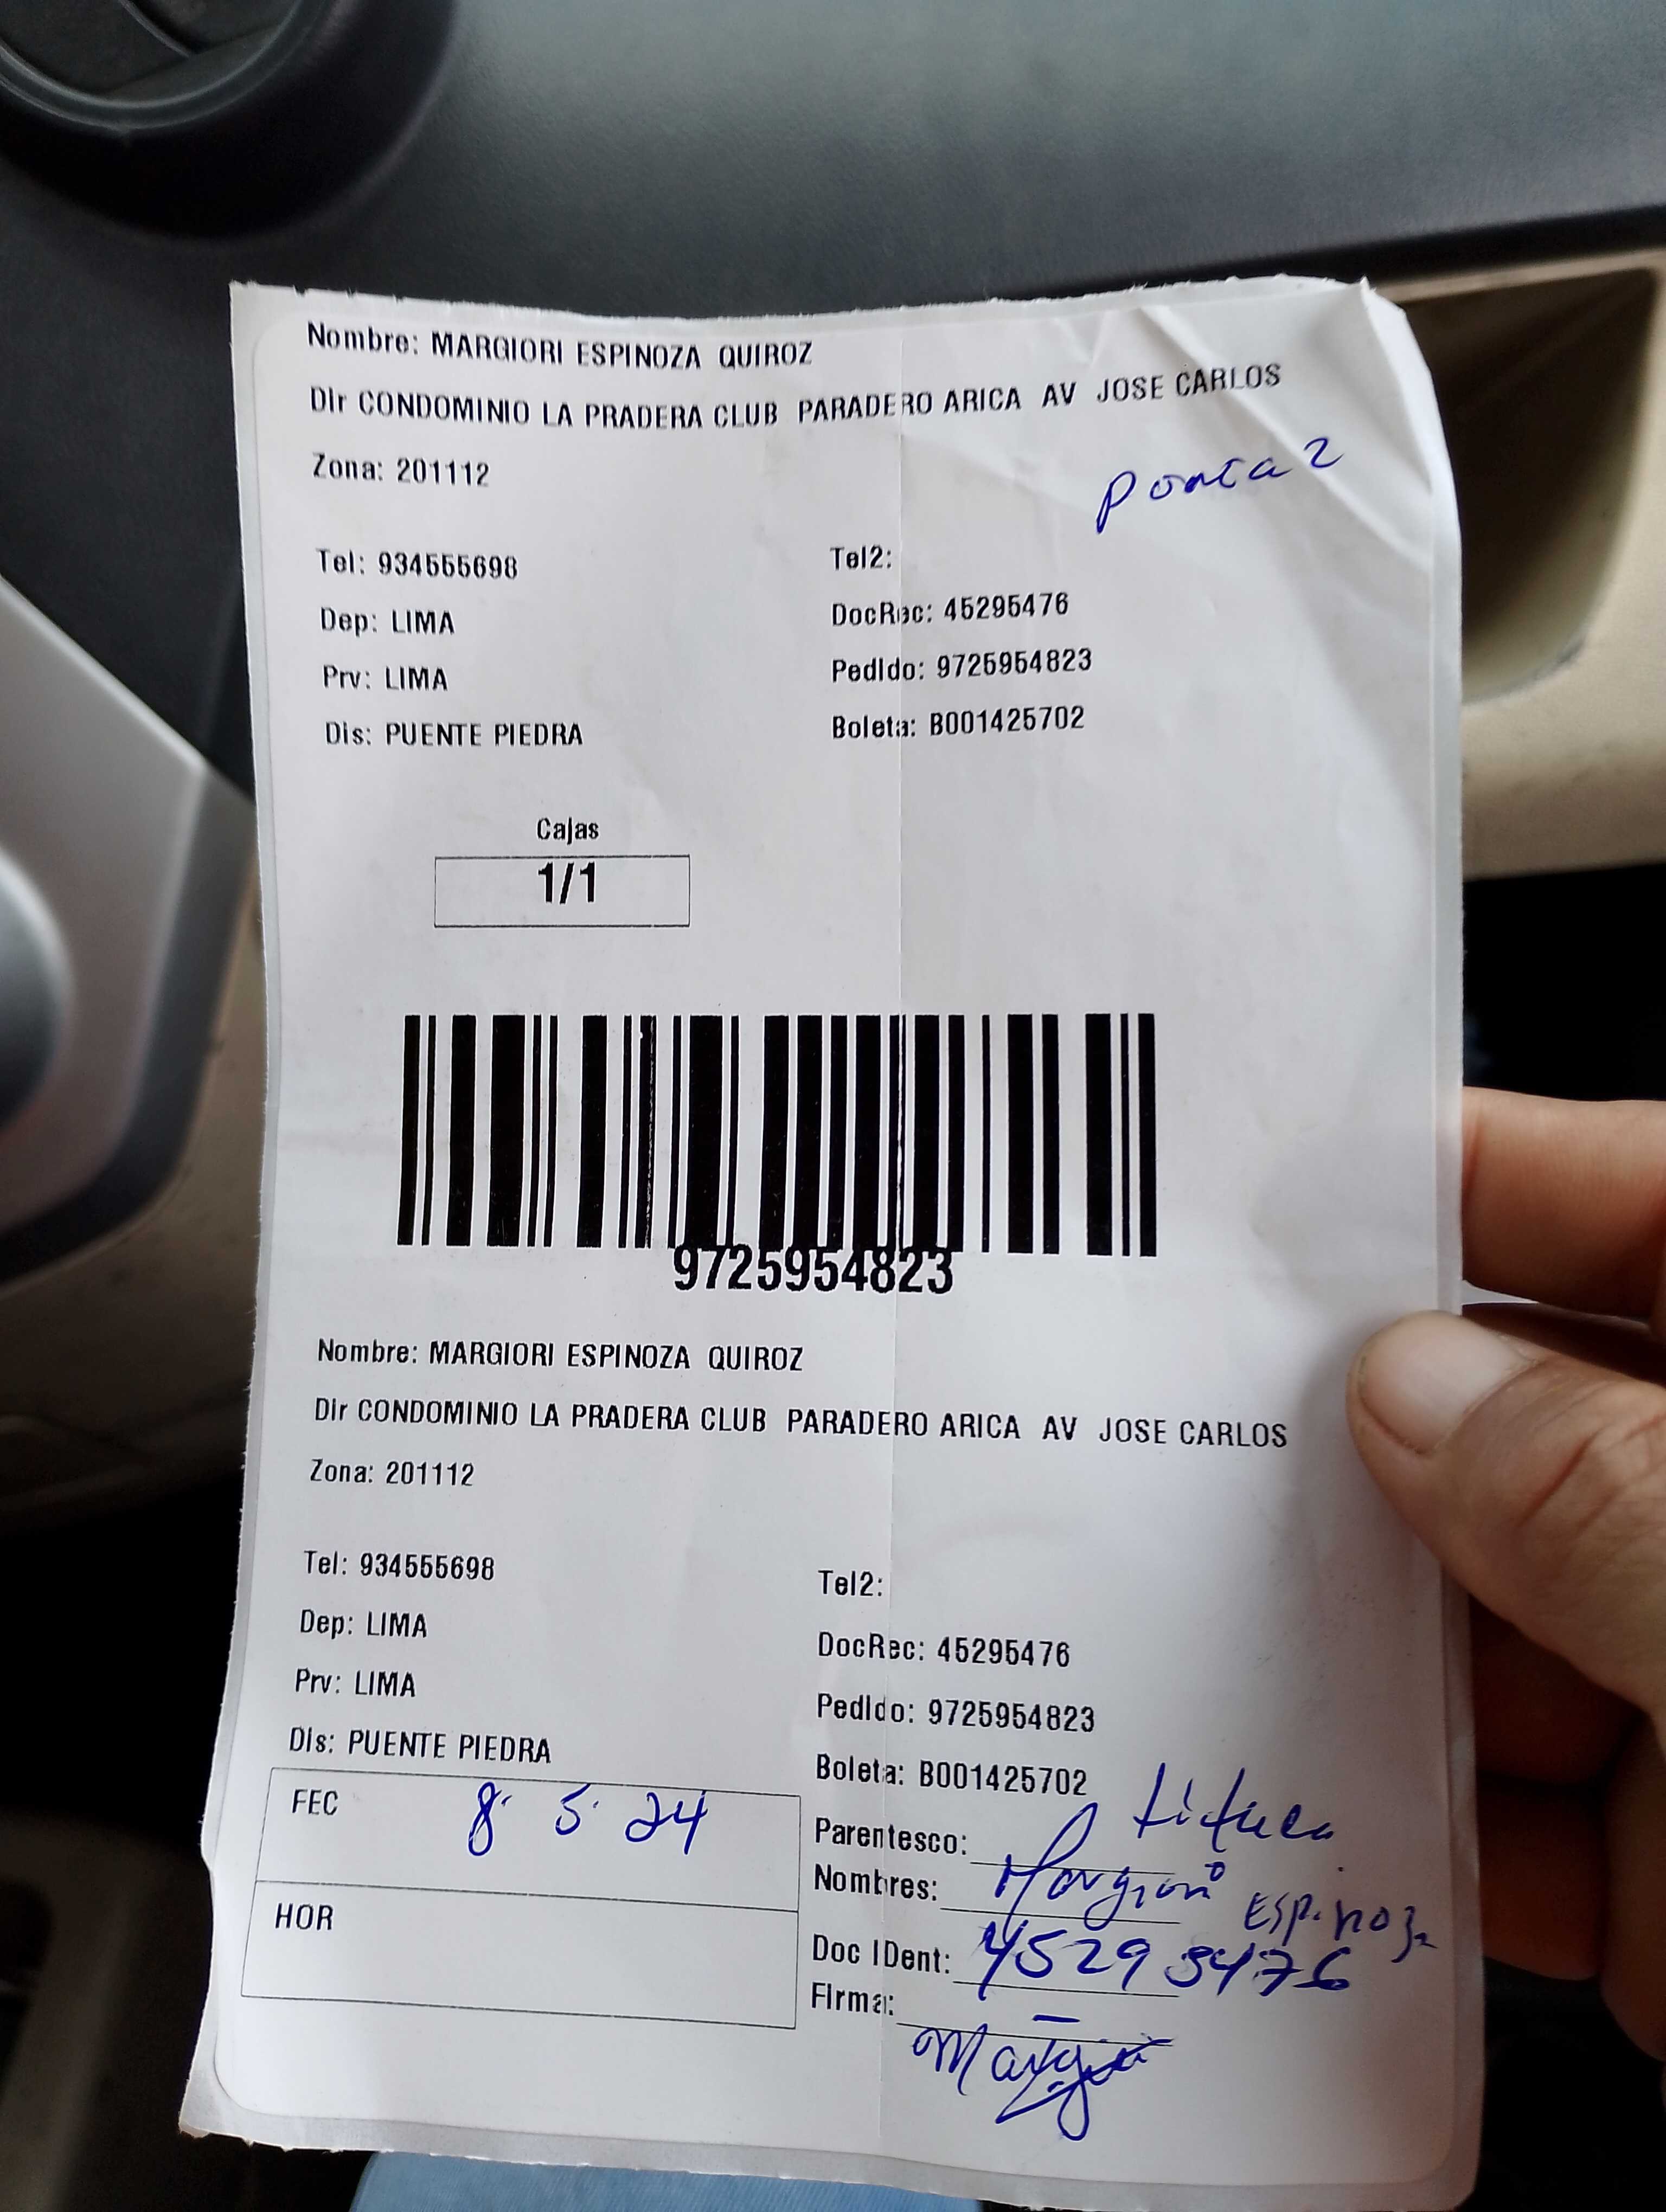 Nombre: MARGIORI ESPINOZA QUIROZ
Dir CONDOMINIO LA PRADERA CLUB PARADERO ARICA AV JOSE CARLOS
Zona: 201112
Tel: 934555698
Tel2:
Dep: LIMA
DocRec: 45295476
Prv: LIMA
Pedido: 9725954823
Dis: PUENTE PIEDRA
Boleta: B001425702
Cajas
1/1
9725954823
Nombre: MARGIORI ESPINOZA QUIROZ
Dir CONDOMINIO LA PRADERA CLUB PARADERO ARICA AV JOSE CARLOS
Zona: 201112
Tel: 934555698
Tel2:
Dep: LIMA
DocRec: 45295476
Prv: LIMA
Pedido: 9725954823
Dis: PUENTE PIEDRA
Boleta: B001425702
FEC 8. 5. 24
Parentesco:
Nombres: Margiori Espinoza
HOR
Doc IDent: 45295476
Firma: